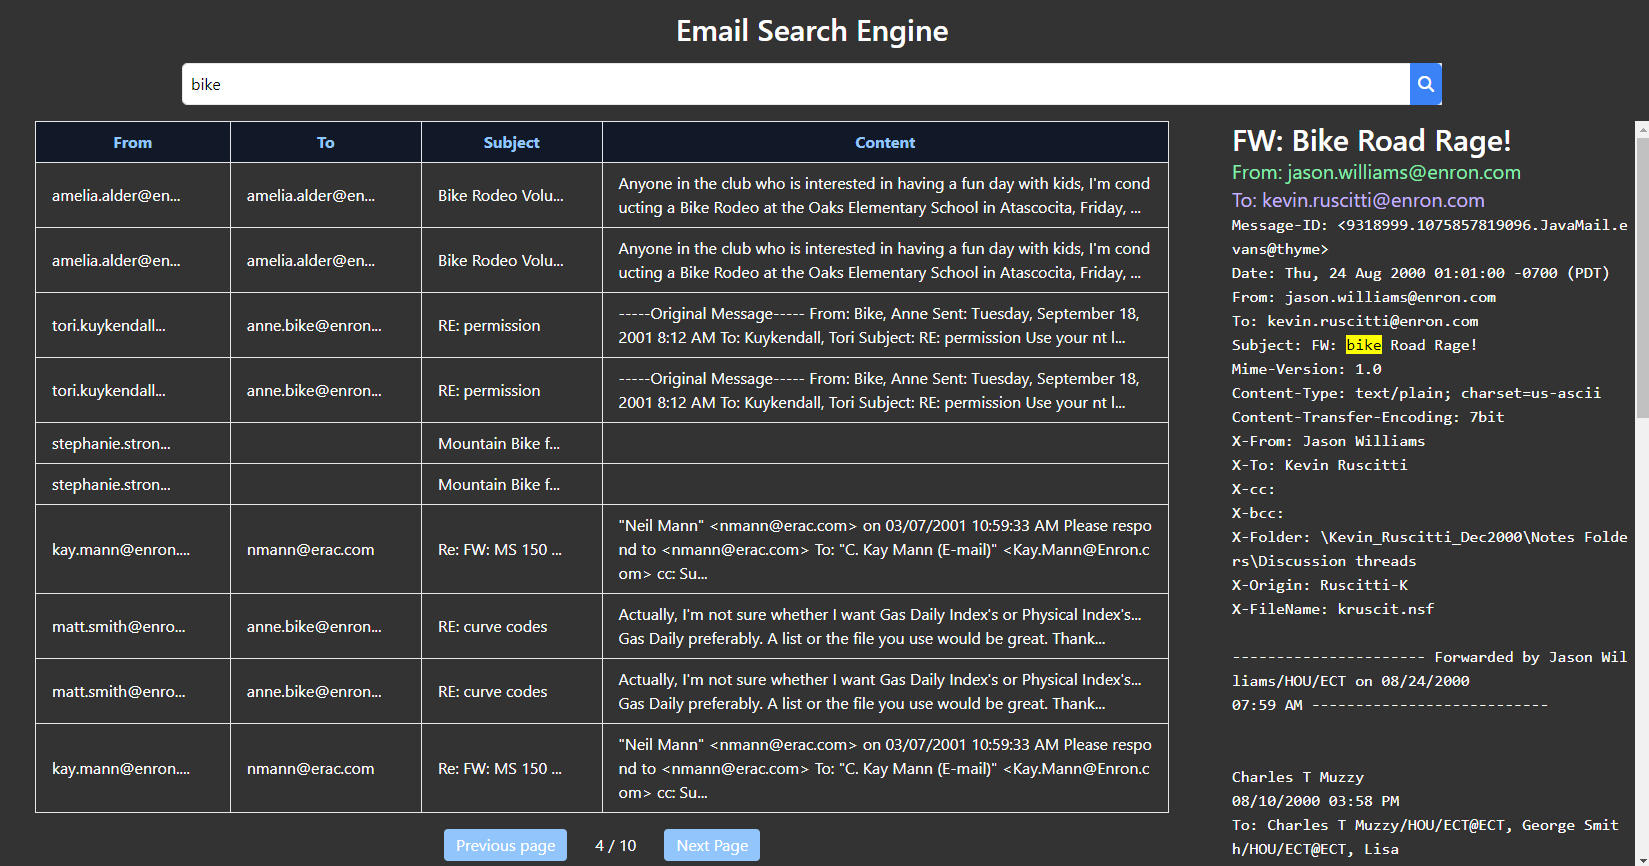 Email Search Engine
bike
From To Subject Content
amelia.alder@en... amelia.alder@en... Bike Rodeo Volu... Anyone in the club who is interested in having a fun day with kids, I'm cond
ucting a Bike Rodeo at the Oaks Elementary School in Atascocita, Friday, ...
amelia.alder@en... amelia.alder@en... Bike Rodeo Volu... Anyone in the club who is interested in having a fun day with kids, I'm cond
ucting a Bike Rodeo at the Oaks Elementary School in Atascocita, Friday, ...
tori.kuykendall... anne.bike@enron... RE: permission -----Original Message----- From: Bike, Anne Sent: Tuesday, September 18,
2001 8:12 AM To: Kuykendall, Tori Subject: RE: permission Use your nt l...
tori.kuykendall... anne.bike@enron... RE: permission -----Original Message----- From: Bike, Anne Sent: Tuesday, September 18,
2001 8:12 AM To: Kuykendall, Tori Subject: RE: permission Use your nt l...
stephanie.stron... Mountain Bike f...
stephanie.stron... Mountain Bike f...
kay.mann@enron.... nmann@erac.com Re: FW: MS 150 ... "Neil Mann" <nmann@erac.com> on 03/07/2001 10:59:33 AM Please respo
nd to <nmann@erac.com> To: "C. Kay Mann (E-mail)" <Kay.Mann@Enron.c
om> cc: Su...
matt.smith@enro... anne.bike@enron... RE: curve codes Actually, I'm not sure whether I want Gas Daily Index's or Physical Index's...
Gas Daily preferably. A list or the file you use would be great. Thank...
matt.smith@enro... anne.bike@enron... RE: curve codes Actually, I'm not sure whether I want Gas Daily Index's or Physical Index's...
Gas Daily preferably. A list or the file you use would be great. Thank...
kay.mann@enron.... nmann@erac.com Re: FW: MS 150 ... "Neil Mann" <nmann@erac.com> on 03/07/2001 10:59:33 AM Please respo
nd to <nmann@erac.com> To: "C. Kay Mann (E-mail)" <Kay.Mann@Enron.c
om> cc: Su...
Previous page 4 / 10 Next Page
FW: Bike Road Rage!
From: jason.williams@enron.com
To: kevin.ruscitti@enron.com
Message-ID: <9318999.1075857819096.JavaMail.e
vans@thyme>
Date: Thu, 24 Aug 2000 01:01:00 -0700 (PDT)
From: jason.williams@enron.com
To: kevin.ruscitti@enron.com
Subject: FW: bike Road Rage!
Mime-Version: 1.0
Content-Type: text/plain; charset=us-ascii
Content-Transfer-Encoding: 7bit
X-From: Jason Williams
X-To: Kevin Ruscitti
X-cc:
X-bcc:
X-Folder: \Kevin_Ruscitti_Dec2000\Notes Folde
rs\Discussion threads
X-Origin: Ruscitti-K
X-FileName: kruscit.nsf
---------------------- Forwarded by Jason Wil
liams/HOU/ECT on 08/24/2000
07:59 AM ---------------------------
Charles T Muzzy
08/10/2000 03:58 PM
To: Charles T Muzzy/HOU/ECT@ECT, George Smit
h/HOU/ECT@ECT, Lisa